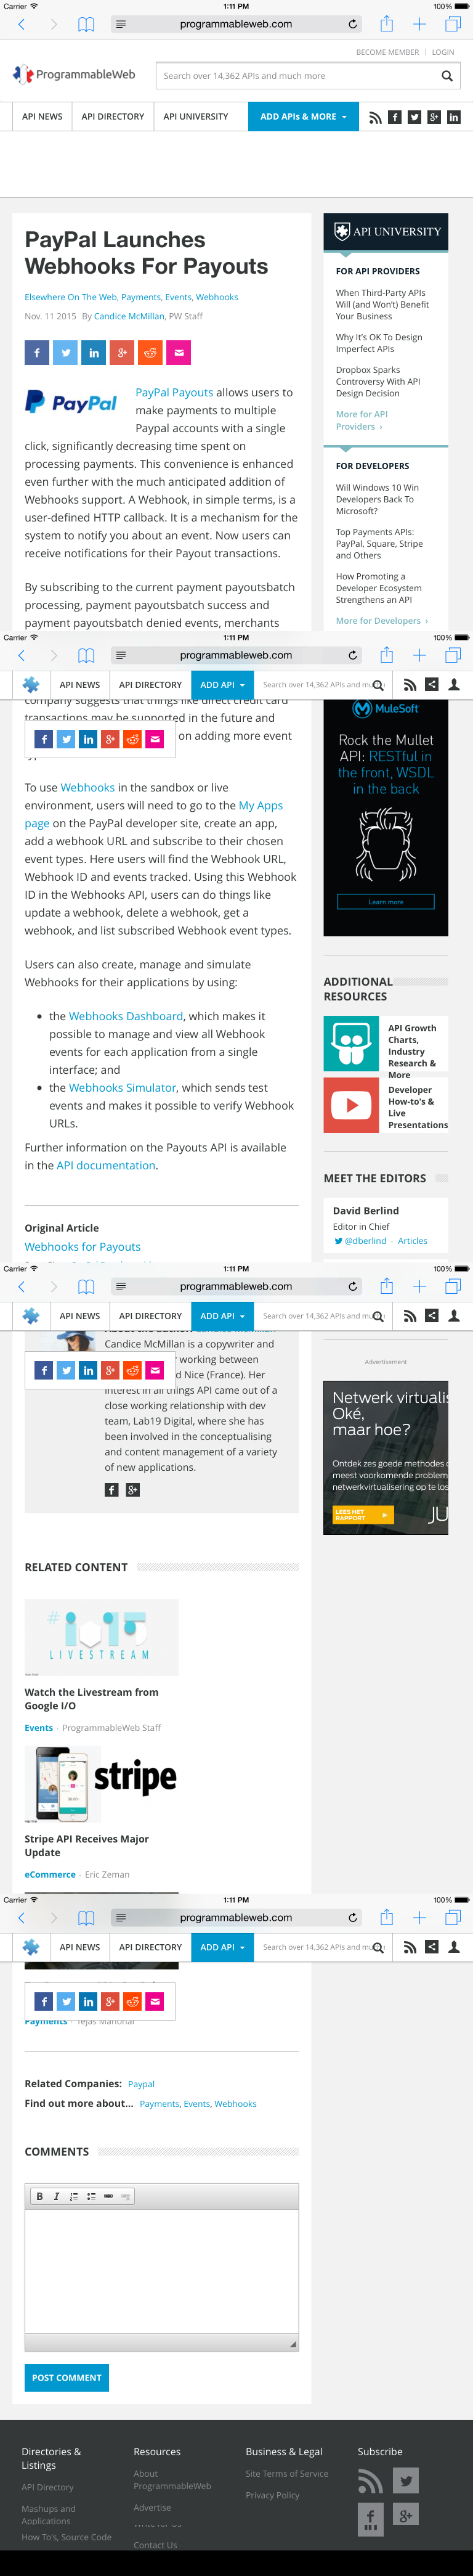 Carrier 1:11 PM 100%
programmableweb.com
BECOME MEMBER | LOGIN
ProgrammableWeb
Search over 14,362 APIs and much more
API NEWS API DIRECTORY API UNIVERSITY ADD APIs & MORE
PayPal Launches
Webhooks For Payouts
Elsewhere On The Web, Payments, Events, Webhooks
Nov. 11 2015 By Candice McMillan, PW Staff
PayPal
PayPal Payouts allows users to
make payments to multiple
Paypal accounts with a single
click, significantly decreasing time spent on
processing payments. This convenience is enhanced
even further with the much anticipated addition of
Webhooks support. A Webhook, in simple terms, is a
user-defined HTTP callback. It is a mechanism for the
system to notify you about an event. Now users can
receive notifications for their Payout transactions.
By subscribing to the current payment payoutsbatch
processing, payment payoutsbatch success and
payment payoutsbatch denied events, merchants
API UNIVERSITY
FOR API PROVIDERS
When Third-Party APIs
Will (and Won't) Benefit
Your Business
Why It's OK To Design
Imperfect APIs
Dropbox Sparks
Controversy With API
Design Decision
More for API
Providers ›
FOR DEVELOPERS
Will Windows 10 Win
Developers Back To
Microsoft?
Top Payments APIs:
PayPal, Square, Stripe
and Others
How Promoting a
Developer Ecosystem
Strengthens an API
More for Developers ›
Carrier 1:11 PM 100%
programmableweb.com
API NEWS API DIRECTORY ADD API Search over 14,362 APIs and mu
company suggests that things like direct credit card
transactions may be supported in the future and
on adding more event
To use Webhooks in the sandbox or live
environment, users will need to go to the My Apps
page on the PayPal developer site, create an app,
add a webhook URL and subscribe to their chosen
event types. Here users will find the Webhook URL,
Webhook ID and events tracked. Using this Webhook
ID in the Webhooks API, users can do things like
update a webhook, delete a webhook, get a
webhook, and list subscribed Webhook event types.
Users can also create, manage and simulate
Webhooks for their applications by using:
• the Webhooks Dashboard, which makes it
possible to manage and view all Webhook
events for each application from a single
interface; and
• the Webhooks Simulator, which sends test
events and makes it possible to verify Webhook
URLs.
Further information on the Payouts API is available
in the API documentation.
Original Article
Webhooks for Payouts
MuleSoft
Rock the Mullet
API: RESTful in
the front, WSDL
in the back
Learn more
ADDITIONAL
RESOURCES
API Growth
Charts,
Industry
Research &
More
Developer
How-to's &
Live
Presentations
MEET THE EDITORS
David Berlind
Editor in Chief
@dberlind · Articles
Carrier 1:11 PM 100%
programmableweb.com
API NEWS API DIRECTORY ADD API Search over 14,362 APIs and mu
Candice McMillan is a copywriter and
working between
d Nice (France). Her
interest in all things API came out of a
close working relationship with dev
team, Lab19 Digital, where she has
been involved in the conceptualising
and content management of a variety
of new applications.
Advertisement
Netwerk virtualis
Oké,
maar hoe?
Ontdek zes goede methodes o
meest voorkomende problem
netwerkvirtualisering op te los
LEES HET
RAPPORT
JU
RELATED CONTENT
#io15
LIVESTREAM
Watch the Livestream from
Google I/O
Events · ProgrammableWeb Staff
stripe
Stripe API Receives Major
Update
eCommerce · Eric Zeman
Carrier 1:11 PM 100%
programmableweb.com
API NEWS API DIRECTORY ADD API Search over 14,362 APIs and mu
Payments · Tejas Manohar
Related Companies: Paypal
Find out more about... Payments, Events, Webhooks
COMMENTS
B I
POST COMMENT
Directories &
Listings
API Directory
Mashups and
Applications
How To's, Source Code
Resources
About
ProgrammableWeb
Advertise
Contact Us
Business & Legal
Site Terms of Service
Privacy Policy
Subscribe